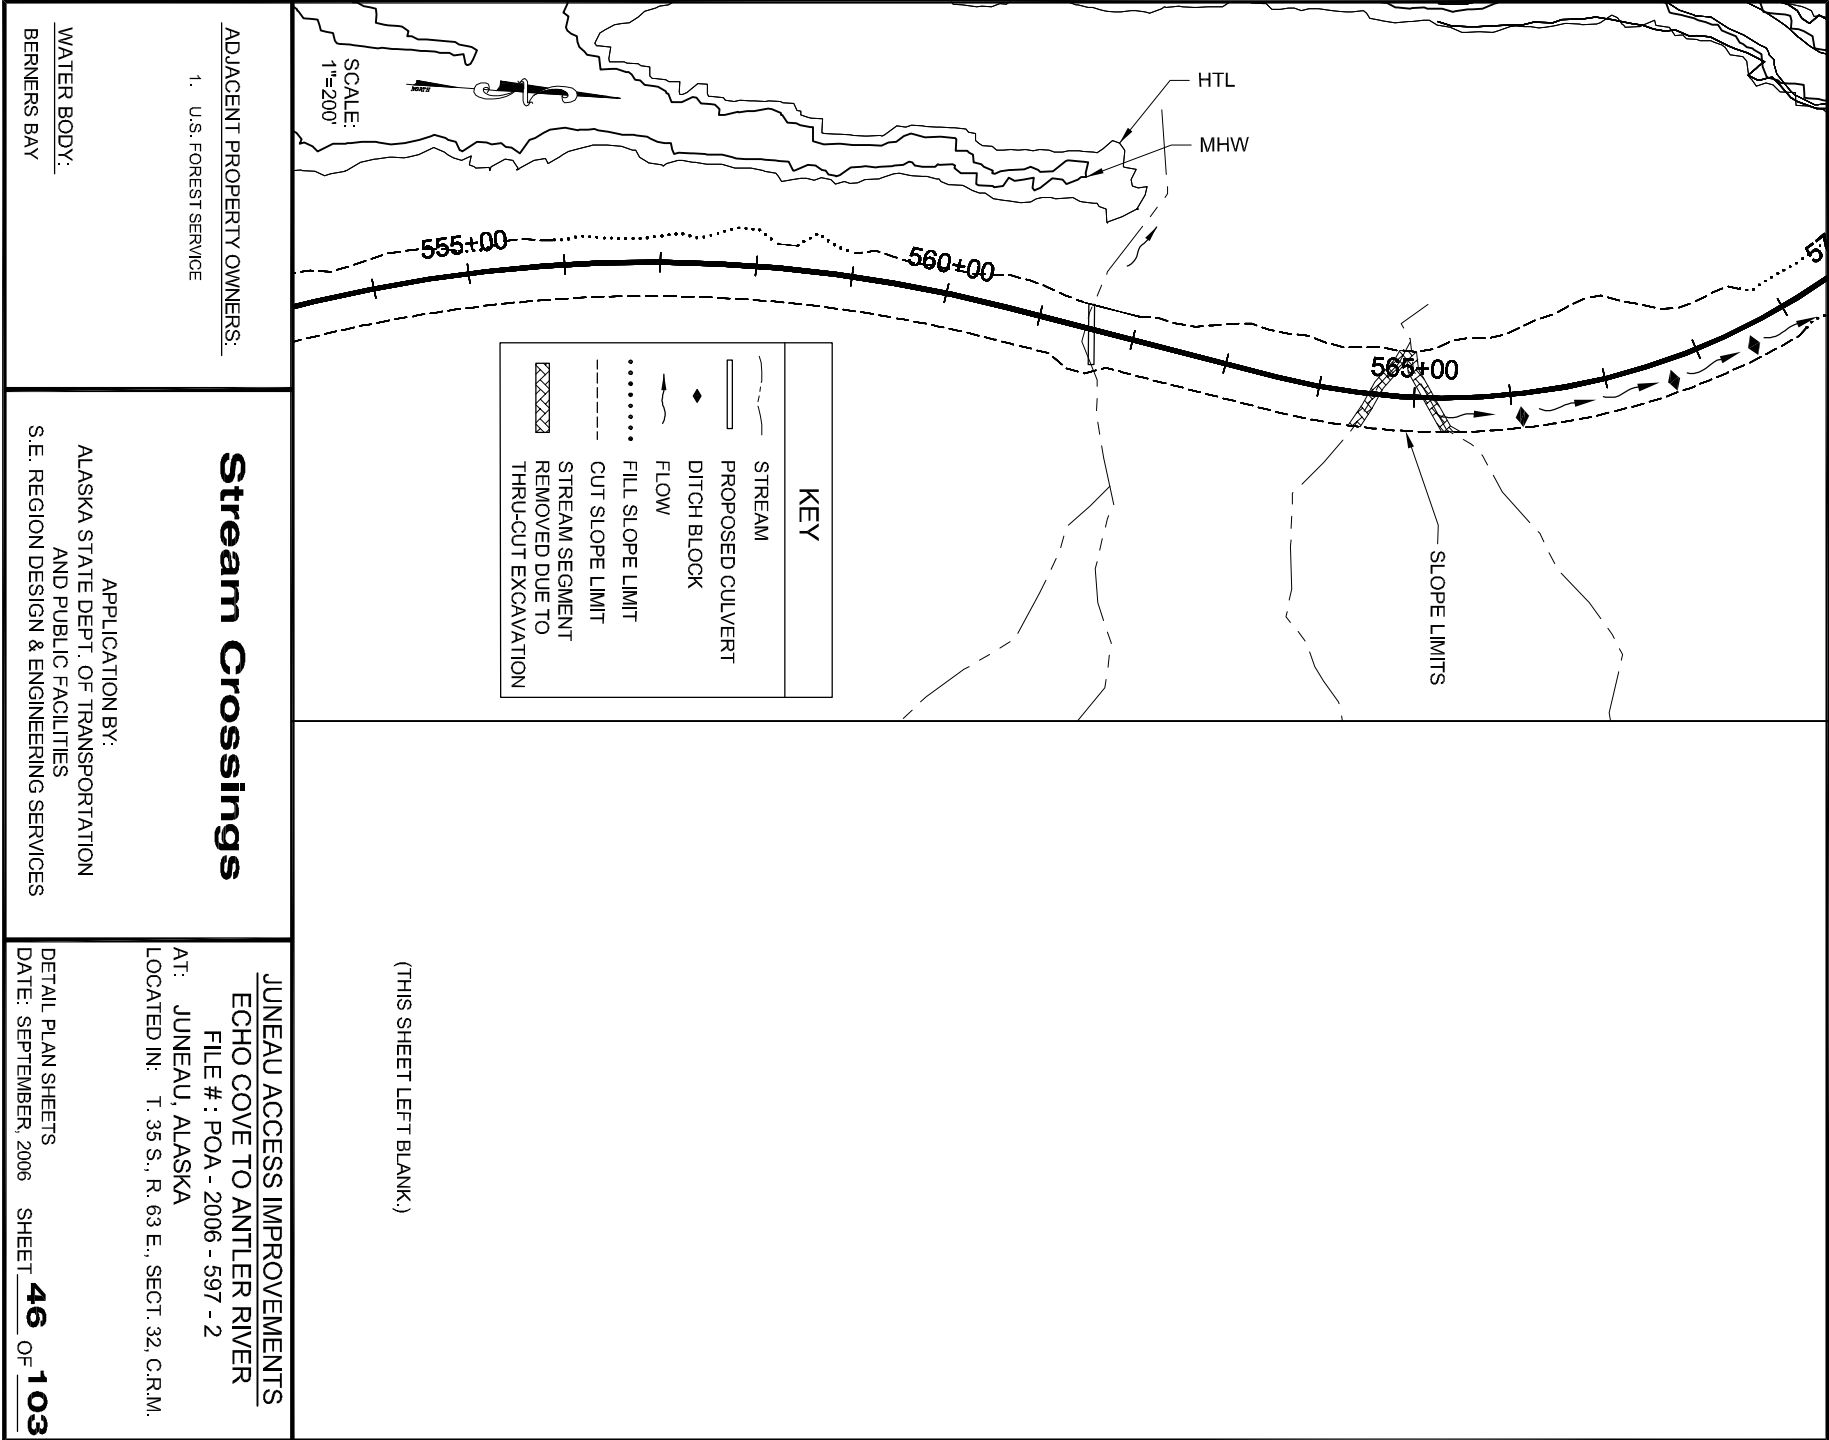 HTL
MHW
SCALE:
1"=200'
NORTH
555+00
560+00
565+00
SLOPE LIMITS
KEY
STREAM
PROPOSED CULVERT
DITCH BLOCK
FLOW
FILL SLOPE LIMIT
CUT SLOPE LIMIT
STREAM SEGMENT
REMOVED DUE TO
THRU-CUT EXCAVATION
(THIS SHEET LEFT BLANK.)
ADJACENT PROPERTY OWNERS:
1. U.S. FOREST SERVICE
WATER BODY:
BERNERS BAY
Stream Crossings
APPLICATION BY:
ALASKA STATE DEPT. OF TRANSPORTATION
AND PUBLIC FACILITIES
S.E. REGION DESIGN & ENGINEERING SERVICES
JUNEAU ACCESS IMPROVEMENTS
ECHO COVE TO ANTLER RIVER
FILE # : POA - 2006 - 597 - 2
AT: JUNEAU, ALASKA
LOCATED IN: T. 35 S., R. 63 E., SECT. 32, C.R.M.
DETAIL PLAN SHEETS
DATE: SEPTEMBER, 2006 SHEET 46 OF 103